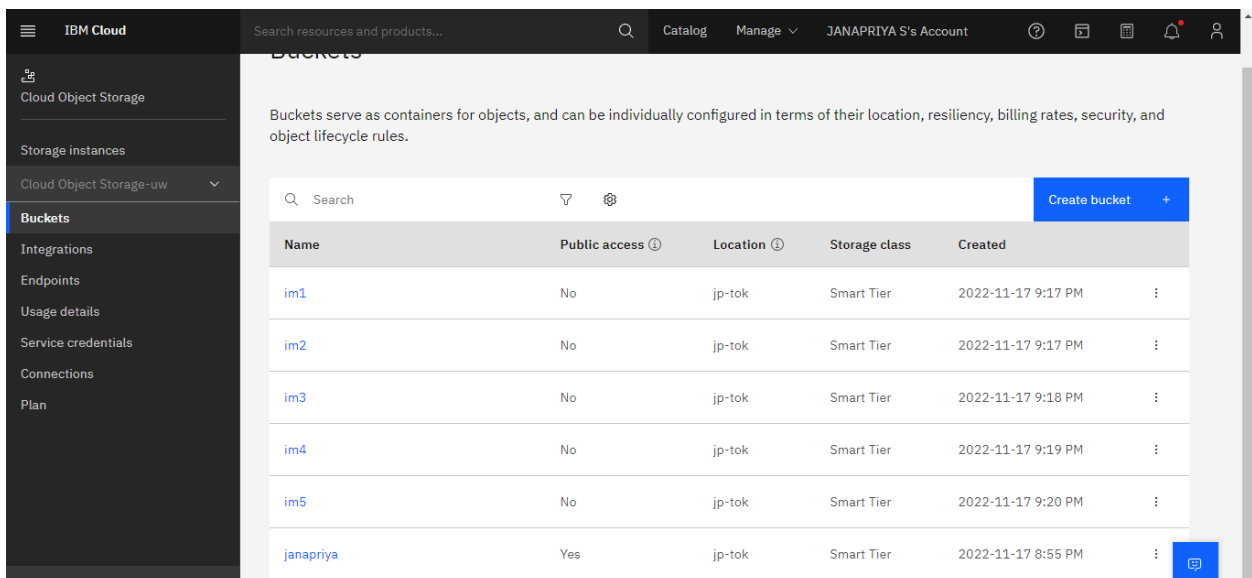 IBM Cloud
Search resources and products...
Catalog
Manage
JANAPRIYA S's Account
Cloud Object Storage
Storage instances
Cloud Object Storage-uw
Buckets
Integrations
Endpoints
Usage details
Service credentials
Connections
Plan
Buckets
Buckets serve as containers for objects, and can be individually configured in terms of their location, resiliency, billing rates, security, and
object lifecycle rules.
Search
Create bucket +
Name Public access Location Storage class Created
im1 No jp-tok Smart Tier 2022-11-17 9:17 PM
im2 No jp-tok Smart Tier 2022-11-17 9:17 PM
im3 No jp-tok Smart Tier 2022-11-17 9:18 PM
im4 No jp-tok Smart Tier 2022-11-17 9:19 PM
im5 No jp-tok Smart Tier 2022-11-17 9:20 PM
janapriya Yes jp-tok Smart Tier 2022-11-17 8:55 PM